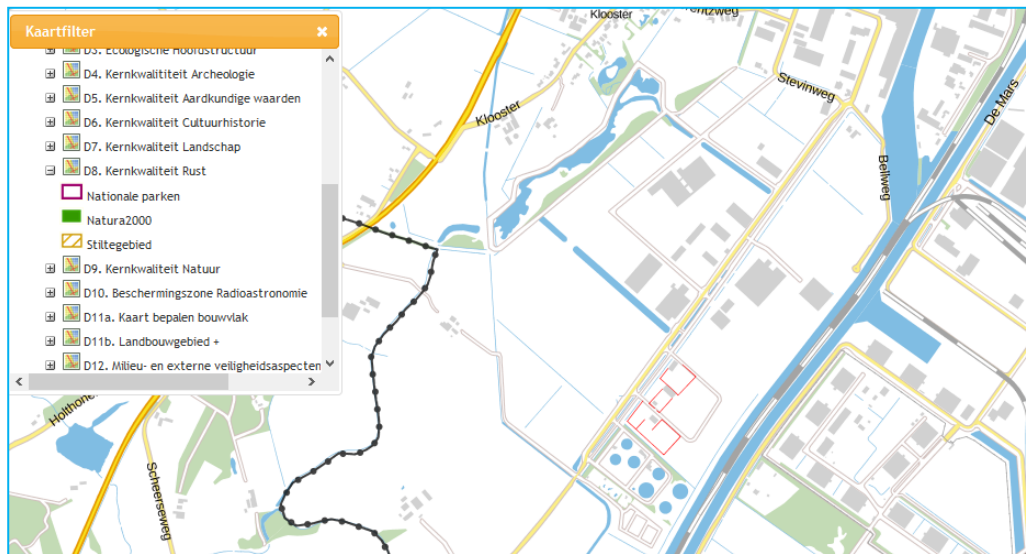 Kaartfilter
D3. Ecologische Hoofdstructuur
D4. Kernkwalititeit Archeologie
D5. Kernkwaliteit Aardkundige waarden
D6. Kernkwaliteit Cultuurhistorie
D7. Kernkwaliteit Landschap
D8. Kernkwaliteit Rust
Nationale parken
Natura2000
Stiltegebied
D9. Kernkwaliteit Natuur
D10. Beschermingszone Radioastronomie
D11a. Kaart bepalen bouwvlak
D11b. Landbouwgebied +
D12. Milieu- en externe veiligheidsaspecten
Klooster
Klooster
Stevinweg
De Mars
Bellweg
Scheerseweg